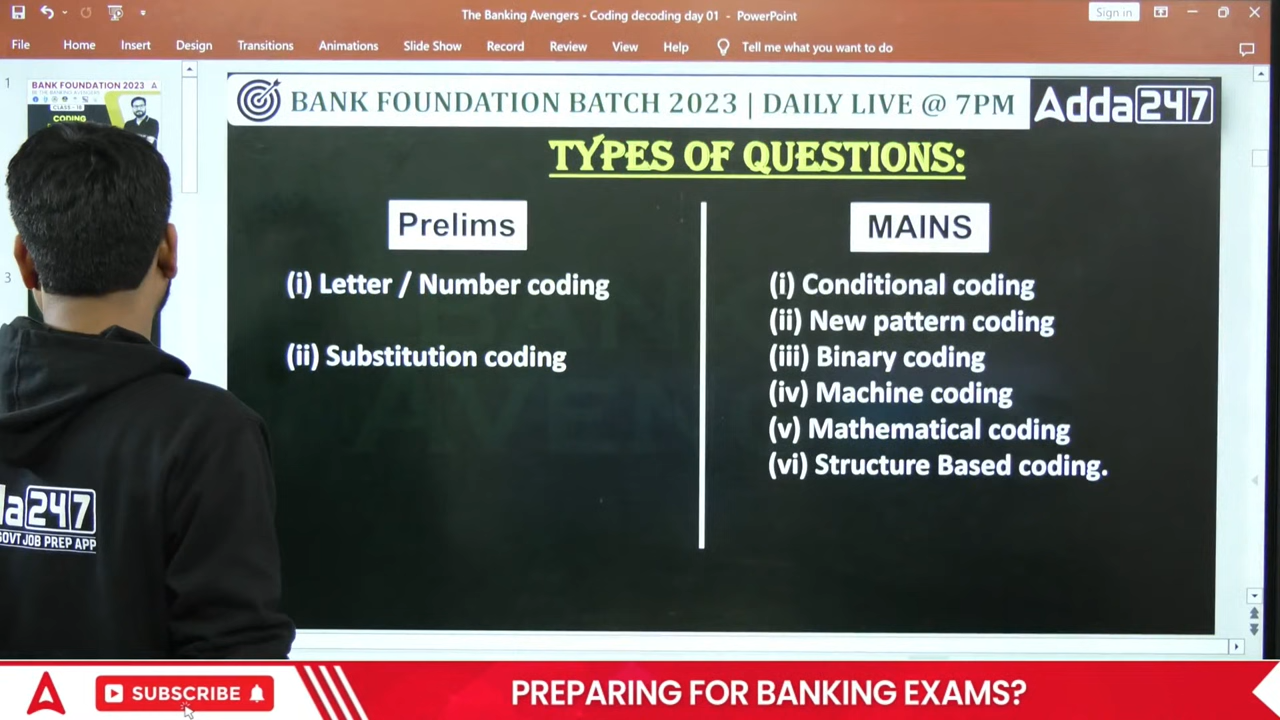 The Banking Avengers - Coding decoding day 01 - PowerPoint
Sign in
File Home Insert Design Transitions Animations Slide Show Record Review View Help Tell me what you want to do
1
BANK FOUNDATION 2023
CODING
3
BANK FOUNDATION BATCH 2023 | DAILY LIVE @ 7PM
Adda247
TYPES OF QUESTIONS:
Prelims
(i) Letter / Number coding
(ii) Substitution coding
MAINS
(i) Conditional coding
(ii) New pattern coding
(iii) Binary coding
(iv) Machine coding
(v) Mathematical coding
(vi) Structure Based coding.
da247
GOVT JOB PREP APP
SUBSCRIBE
PREPARING FOR BANKING EXAMS?